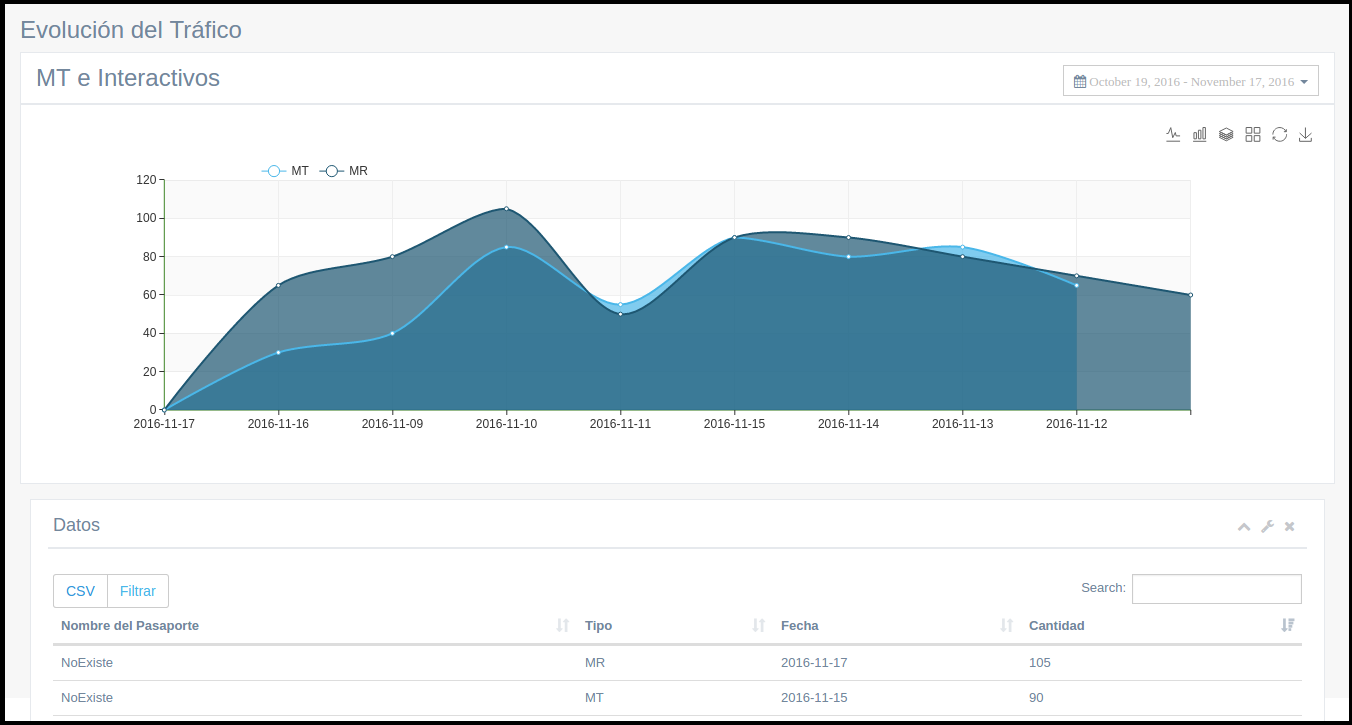 Evolución del Tráfico
MT e Interactivos
October 19, 2016 - November 17, 2016
MT MR
120
100
80
60
40
20
0
2016-11-17 2016-11-16 2016-11-09 2016-11-10 2016-11-11 2016-11-15 2016-11-14 2016-11-13 2016-11-12
Datos
CSV Filtrar Search:
Nombre del Pasaporte Tipo Fecha Cantidad
NoExiste MR 2016-11-17 105
NoExiste MT 2016-11-15 90